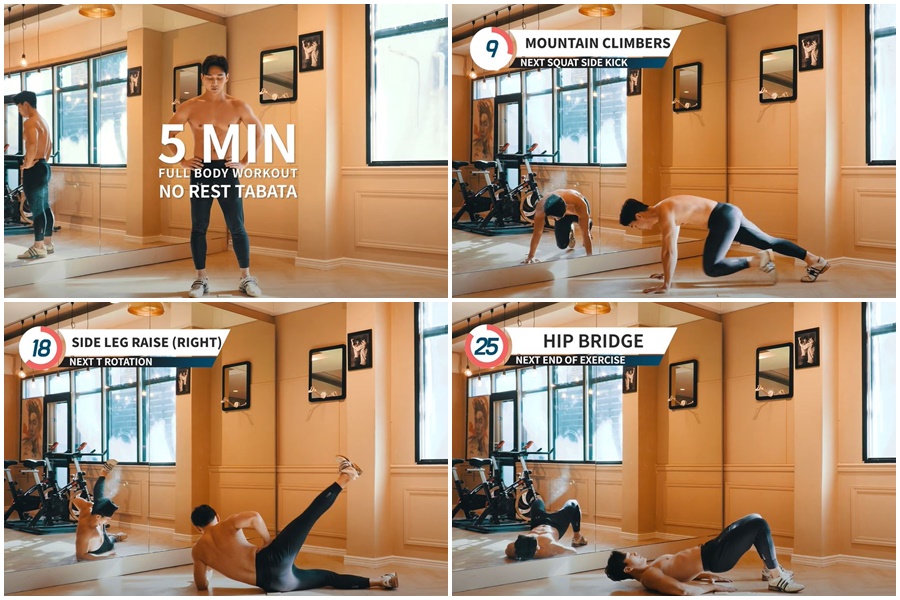 5 MIN
FULL BODY WORKOUT
NO REST TABATA
9
MOUNTAIN CLIMBERS
NEXT SQUAT SIDE KICK
18
SIDE LEG RAISE (RIGHT)
NEXT T ROTATION
25
HIP BRIDGE
NEXT END OF EXERCISE